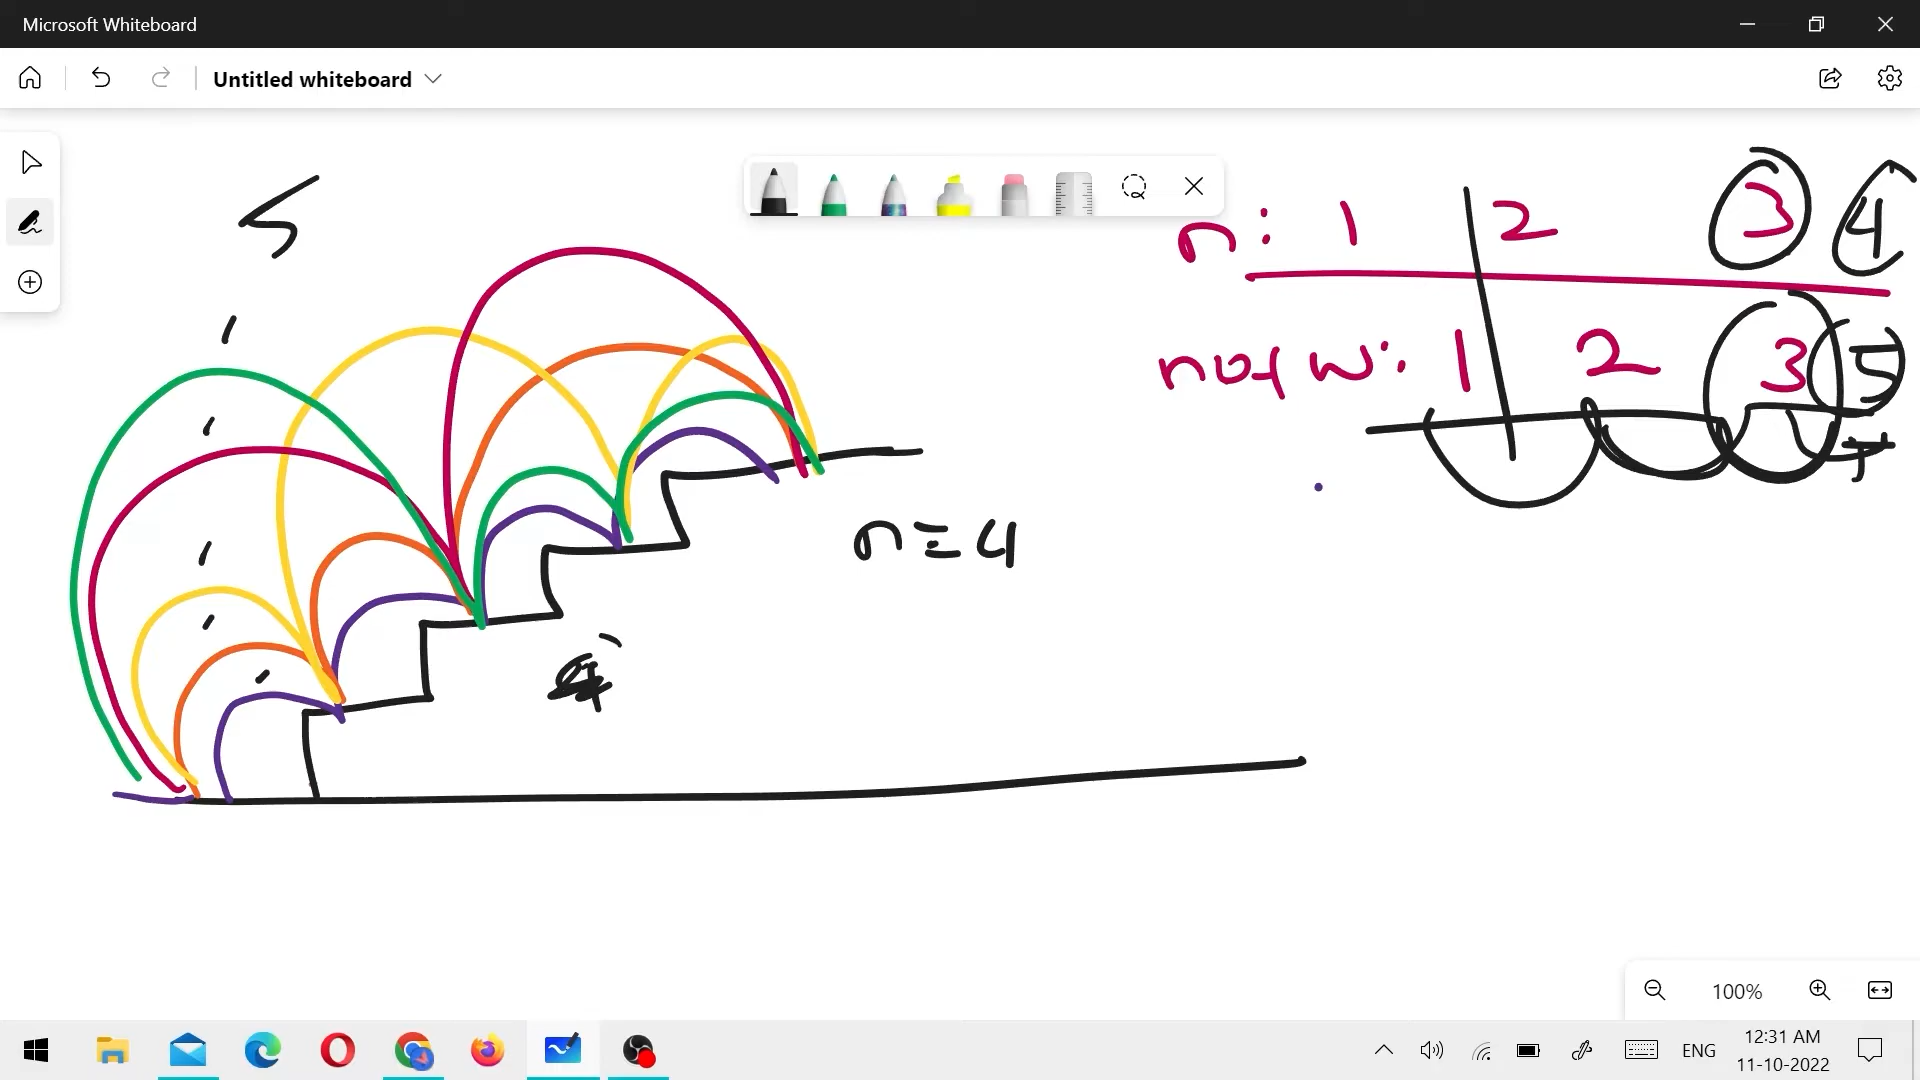 Microsoft Whiteboard
Untitled whiteboard
5
n: 1 2 3 4
no of w: 1 2 3 5
n = 4
4
100%
ENG
12:31 AM
11-10-2022